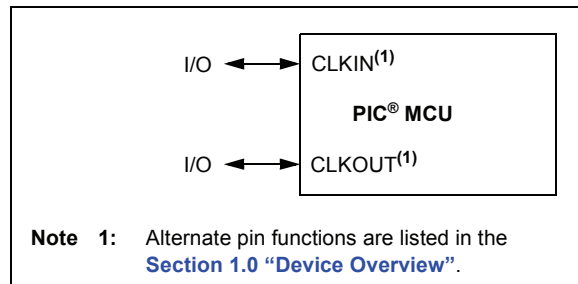 I/O CLKIN(1)
PIC® MCU
I/O CLKOUT(1)
Note 1: Alternate pin functions are listed in the
Section 1.0 “Device Overview”.